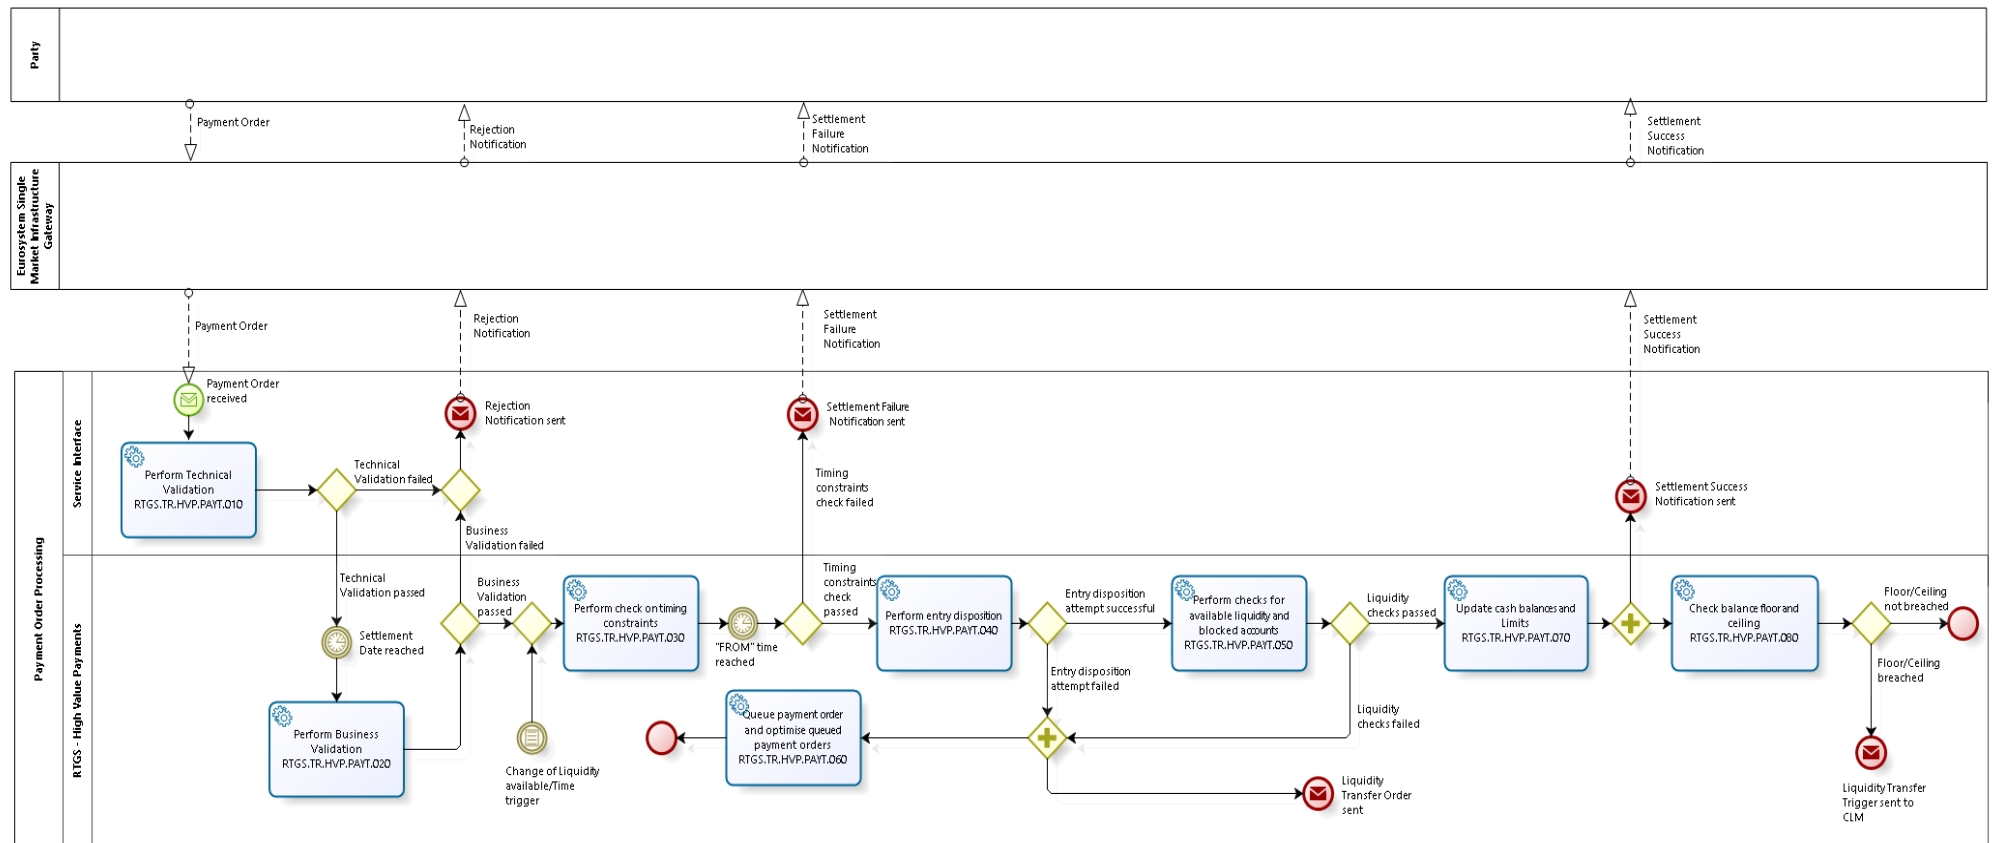 Party
Payment Order
Rejection
Notification
Settlement
Failure
Notification
Settlement
Success
Notification
Eurosystem Single
Market Infrastructure
Gateway
Payment Order
Rejection
Notification
Settlement
Failure
Notification
Settlement
Success
Notification
Payment Order Processing
Service Interface
Payment Order
received
Rejection
Notification sent
Settlement Failure
Notification sent
Perform Technical
Validation
RTGS.TR.HVP.PAYT.010
Technical
Validation failed
Timing
constraints
check failed
Settlement Success
Notification sent
Business
Validation failed
RTGS - High Value Payments
Technical
Validation passed
Settlement
Date reached
Perform Business
Validation
RTGS.TR.HVP.PAYT.020
Business
Validation
passed
Change of Liquidity
available/Time
trigger
Perform check on timing
constraints
RTGS.TR.HVP.PAYT.030
"FROM" time
reached
Timing
constraints
check
passed
Perform entry disposition
RTGS.TR.HVP.PAYT.040
Entry disposition
attempt successful
Entry disposition
attempt failed
Perform checks for
available liquidity and
blocked accounts
RTGS.TR.HVP.PAYT.050
Liquidity
checks passed
Liquidity
checks failed
Queue payment order
and optimise queued
payment orders
RTGS.TR.HVP.PAYT.060
Liquidity
Transfer Order
sent
Update cash balances and
Limits
RTGS.TR.HVP.PAYT.070
Check balance floor and
ceiling
RTGS.TR.HVP.PAYT.080
Floor/Ceiling
not breached
Floor/Ceiling
breached
Liquidity Transfer
Trigger sent to
CLM